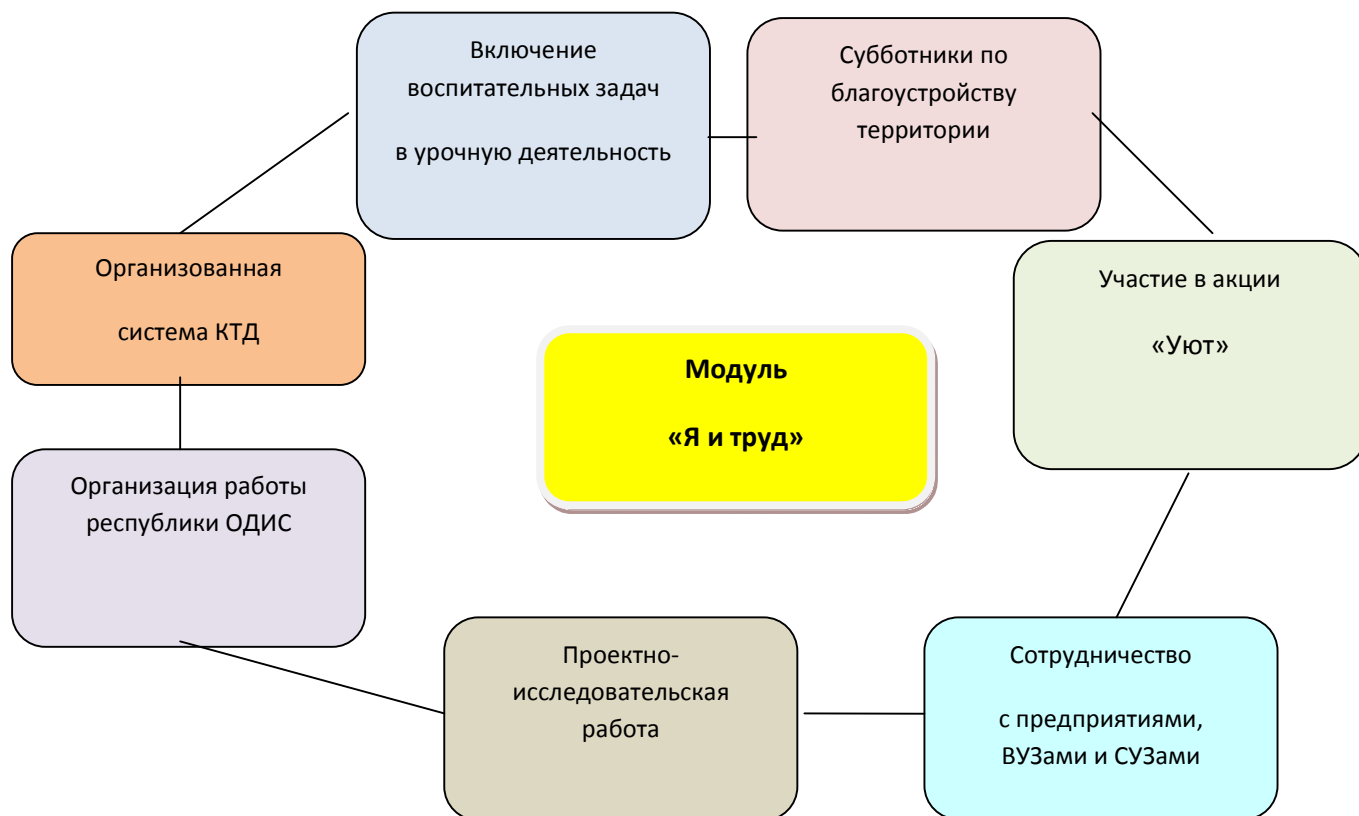 Включение
воспитательных задач
в урочную деятельность
Субботники по
благоустройству
территории
Организованная
система КТД
Участие в акции
«Уют»
Модуль
«Я и труд»
Организация работы
республики ОДИС
Проектно-
исследовательская
работа
Сотрудничество
с предприятиями,
ВУЗами и СУЗами